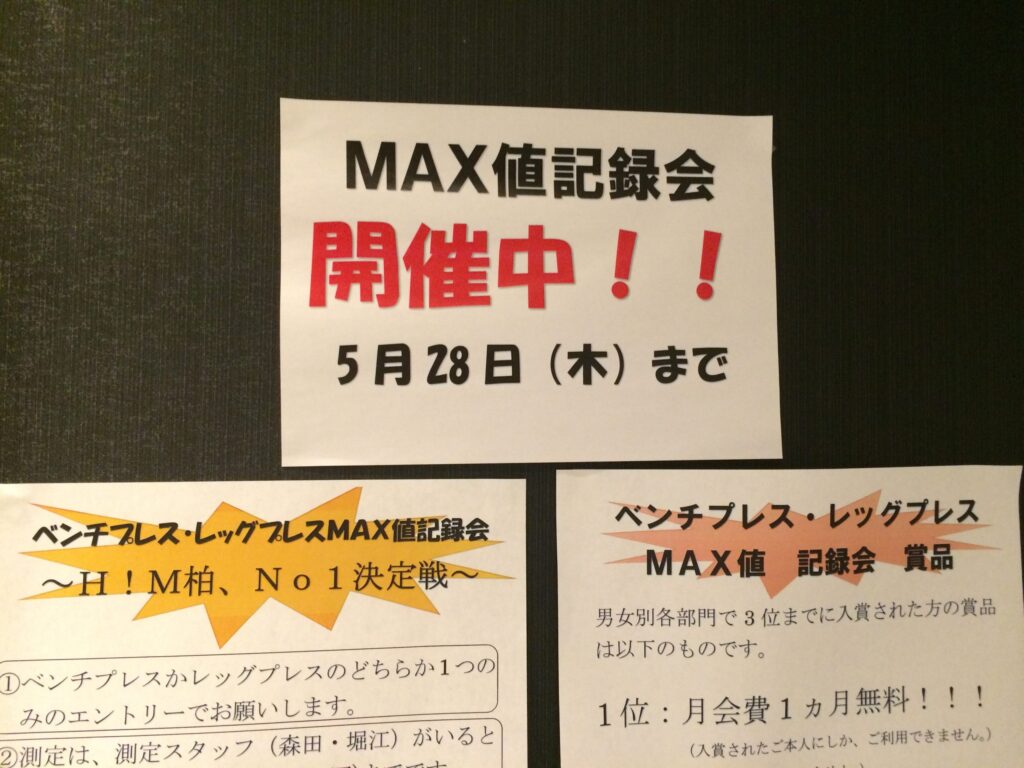 MAX値記録会
開催中！！
5月28日（木）まで
ベンチプレス・レッグプレスMAX値記録会
～H！M柏、No1決定戦～
①ベンチプレスかレッグプレスのどちらか1つの
みのエントリーでお願いします。
②測定は、測定スタッフ（森田・堀江）がいると
ベンチプレス・レッグプレス
MAX値 記録会 賞品
男女別各部門で3位までに入賞された方の賞品
は以下のものです。
1位：月会費1ヵ月無料！！！
（入賞されたご本人にしか、ご利用できません。）